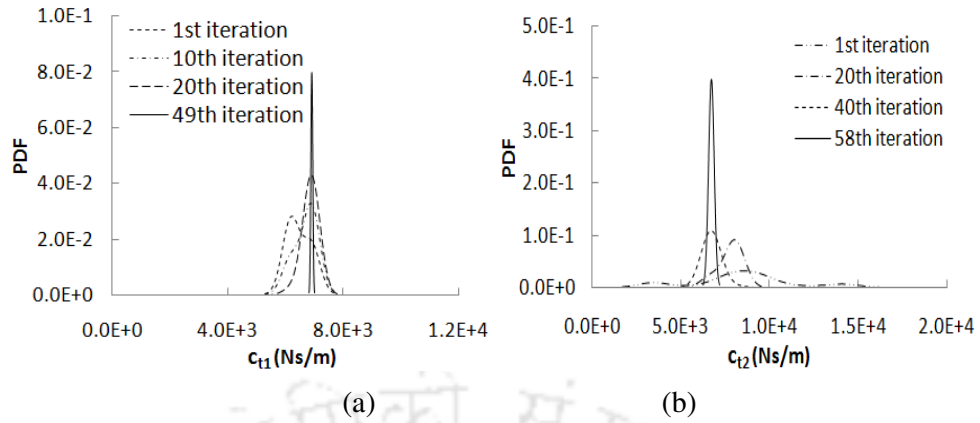 1.0E-1
8.0E-2
6.0E-2
4.0E-2
2.0E-2
0.0E+0
PDF
1st iteration
10th iteration
20th iteration
49th iteration
0.0E+0 4.0E+3 8.0E+3 1.2E+4
ct1 (Ns/m)
(a)
5.0E-1
4.0E-1
3.0E-1
2.0E-1
1.0E-1
0.0E+0
PDF
1st iteration
20th iteration
40th iteration
58th iteration
0.0E+0 5.0E+3 1.0E+4 1.5E+4 2.0E+4
ct2 (Ns/m)
(b)